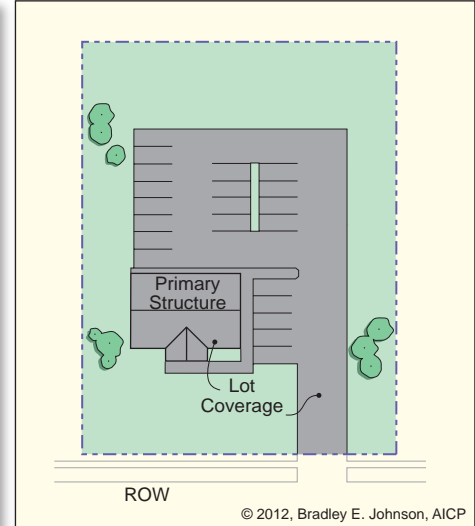 Primary
Structure
Lot
Coverage
ROW
© 2012, Bradley E. Johnson, AICP